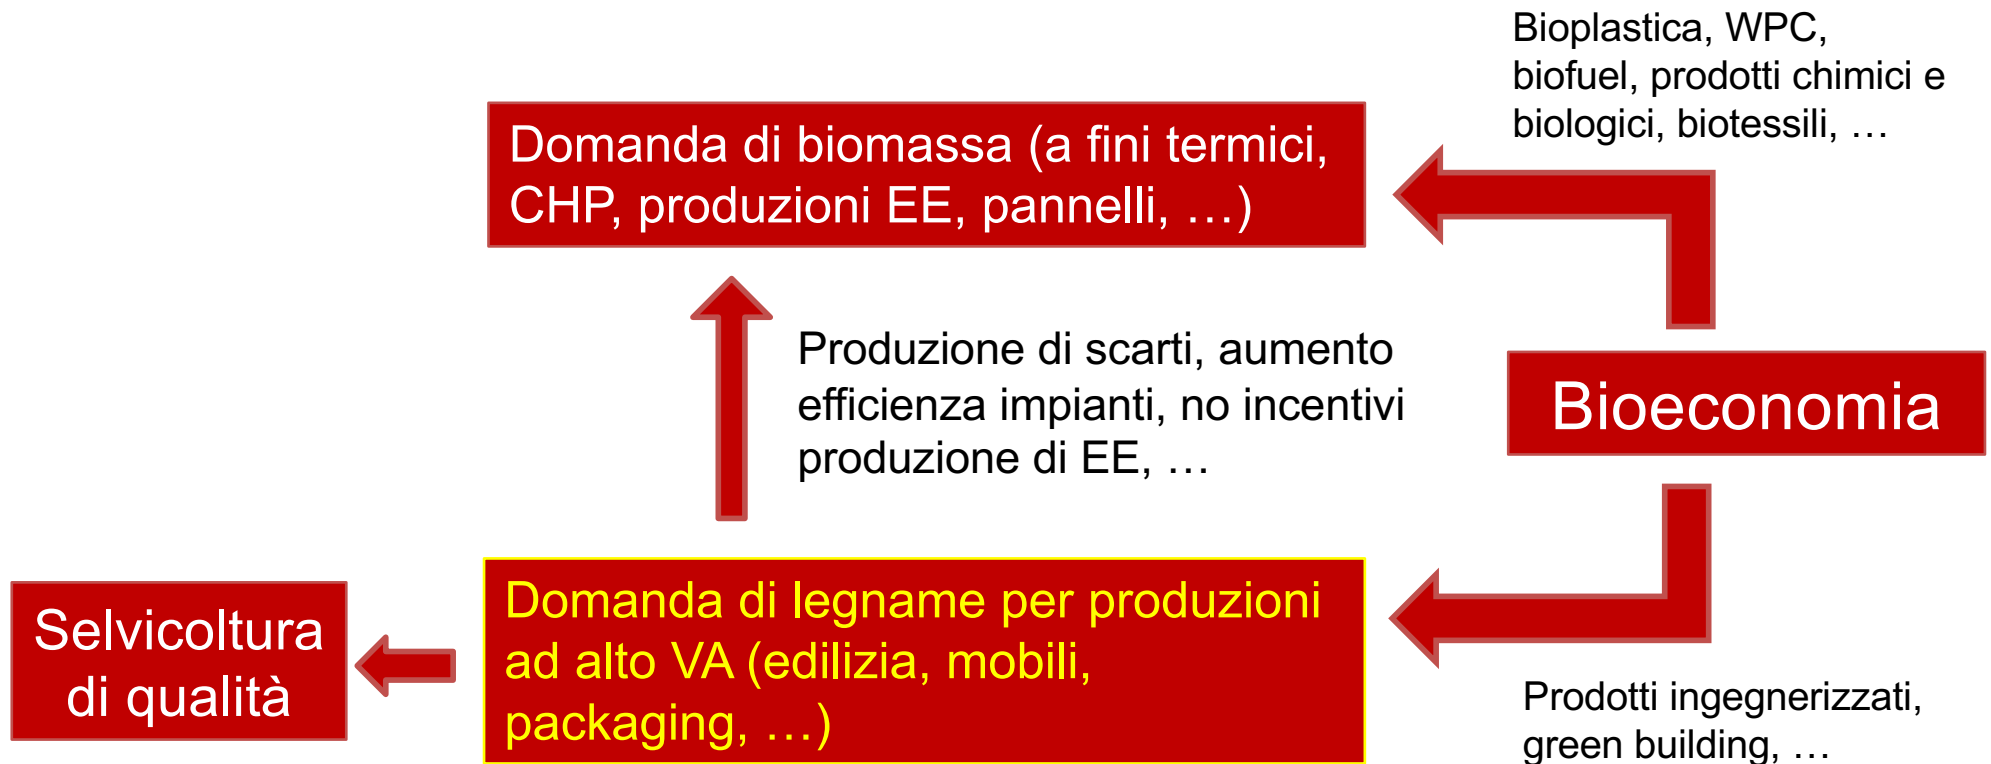 Bioplastica, WPC,
biofuel, prodotti chimici e
biologici, biotessili, …
Domanda di biomassa (a fini termici,
CHP, produzioni EE, pannelli, …)
Produzione di scarti, aumento
efficienza impianti, no incentivi
produzione di EE, …
Bioeconomia
Selvicoltura
di qualità
Domanda di legname per produzioni
ad alto VA (edilizia, mobili,
packaging, …)
Prodotti ingegnerizzati,
green building, …